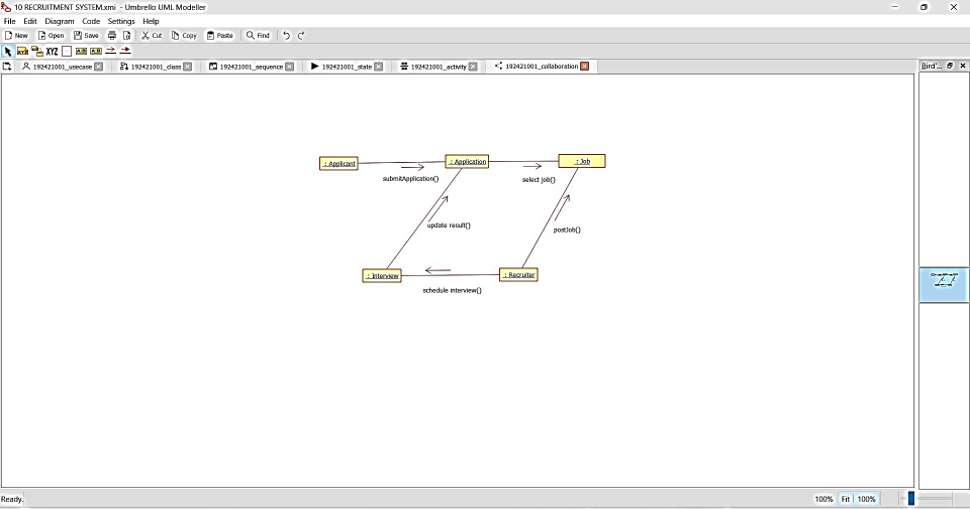 10 RECRUITMENT SYSTEM.xmi - Umbrello UML Modeller
File Edit Diagram Code Settings Help
New Open Save Cut Copy Paste Find
XYZ
192421001_usecase 192421001_class 192421001_sequence 192421001_state 192421001_activity 192421001_collaboration
Bird'...
: Applicant : Application : Job
submitApplication() select job()
update result() postJob()
: Interview : Recruiter
schedule interview()
Ready. 100% Fit 100%